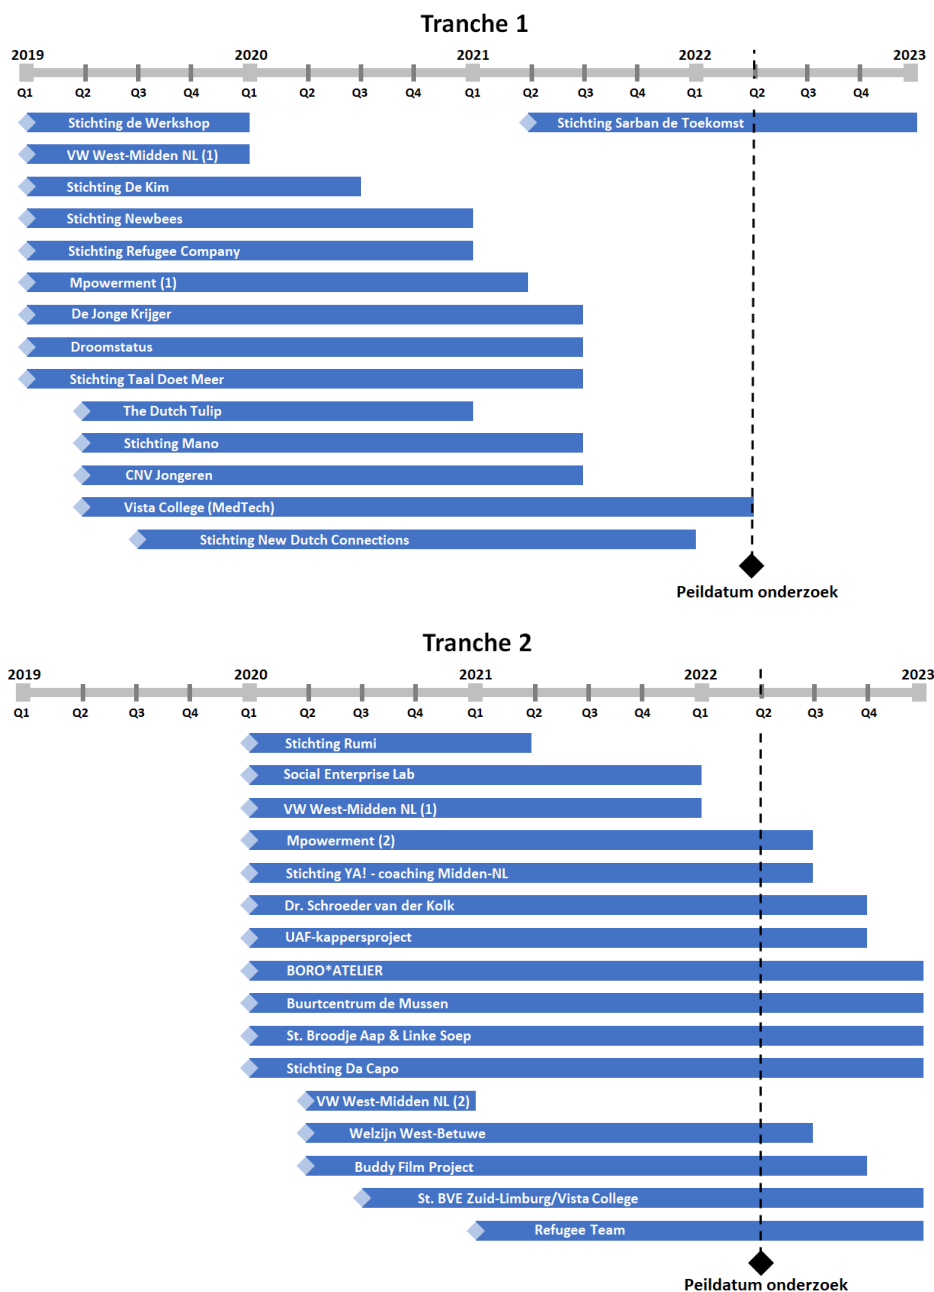 Tranche 1
2019 2020 2021 2022 2023
Q1 Q2 Q3 Q4 Q1 Q2 Q3 Q4 Q1 Q2 Q3 Q4 Q1 Q2 Q3 Q4
Stichting de Werkshop Stichting Sarban de Toekomst
VW West-Midden NL (1)
Stichting De Kim
Stichting Newbees
Stichting Refugee Company
Mpowerment (1)
De Jonge Krijger
Droomstatus
Stichting Taal Doet Meer
The Dutch Tulip
Stichting Mano
CNV Jongeren
Vista College (MedTech)
Stichting New Dutch Connections
Peildatum onderzoek
Tranche 2
2019 2020 2021 2022 2023
Q1 Q2 Q3 Q4 Q1 Q2 Q3 Q4 Q1 Q2 Q3 Q4 Q1 Q2 Q3 Q4
Stichting Rumi
Social Enterprise Lab
VW West-Midden NL (1)
Mpowerment (2)
Stichting YA! - coaching Midden-NL
Dr. Schroeder van der Kolk
UAF-kappersproject
BORO*ATELIER
Buurtcentrum de Mussen
St. Broodje Aap & Linke Soep
Stichting Da Capo
VW West-Midden NL (2)
Welzijn West-Betuwe
Buddy Film Project
St. BVE Zuid-Limburg/Vista College
Refugee Team
Peildatum onderzoek